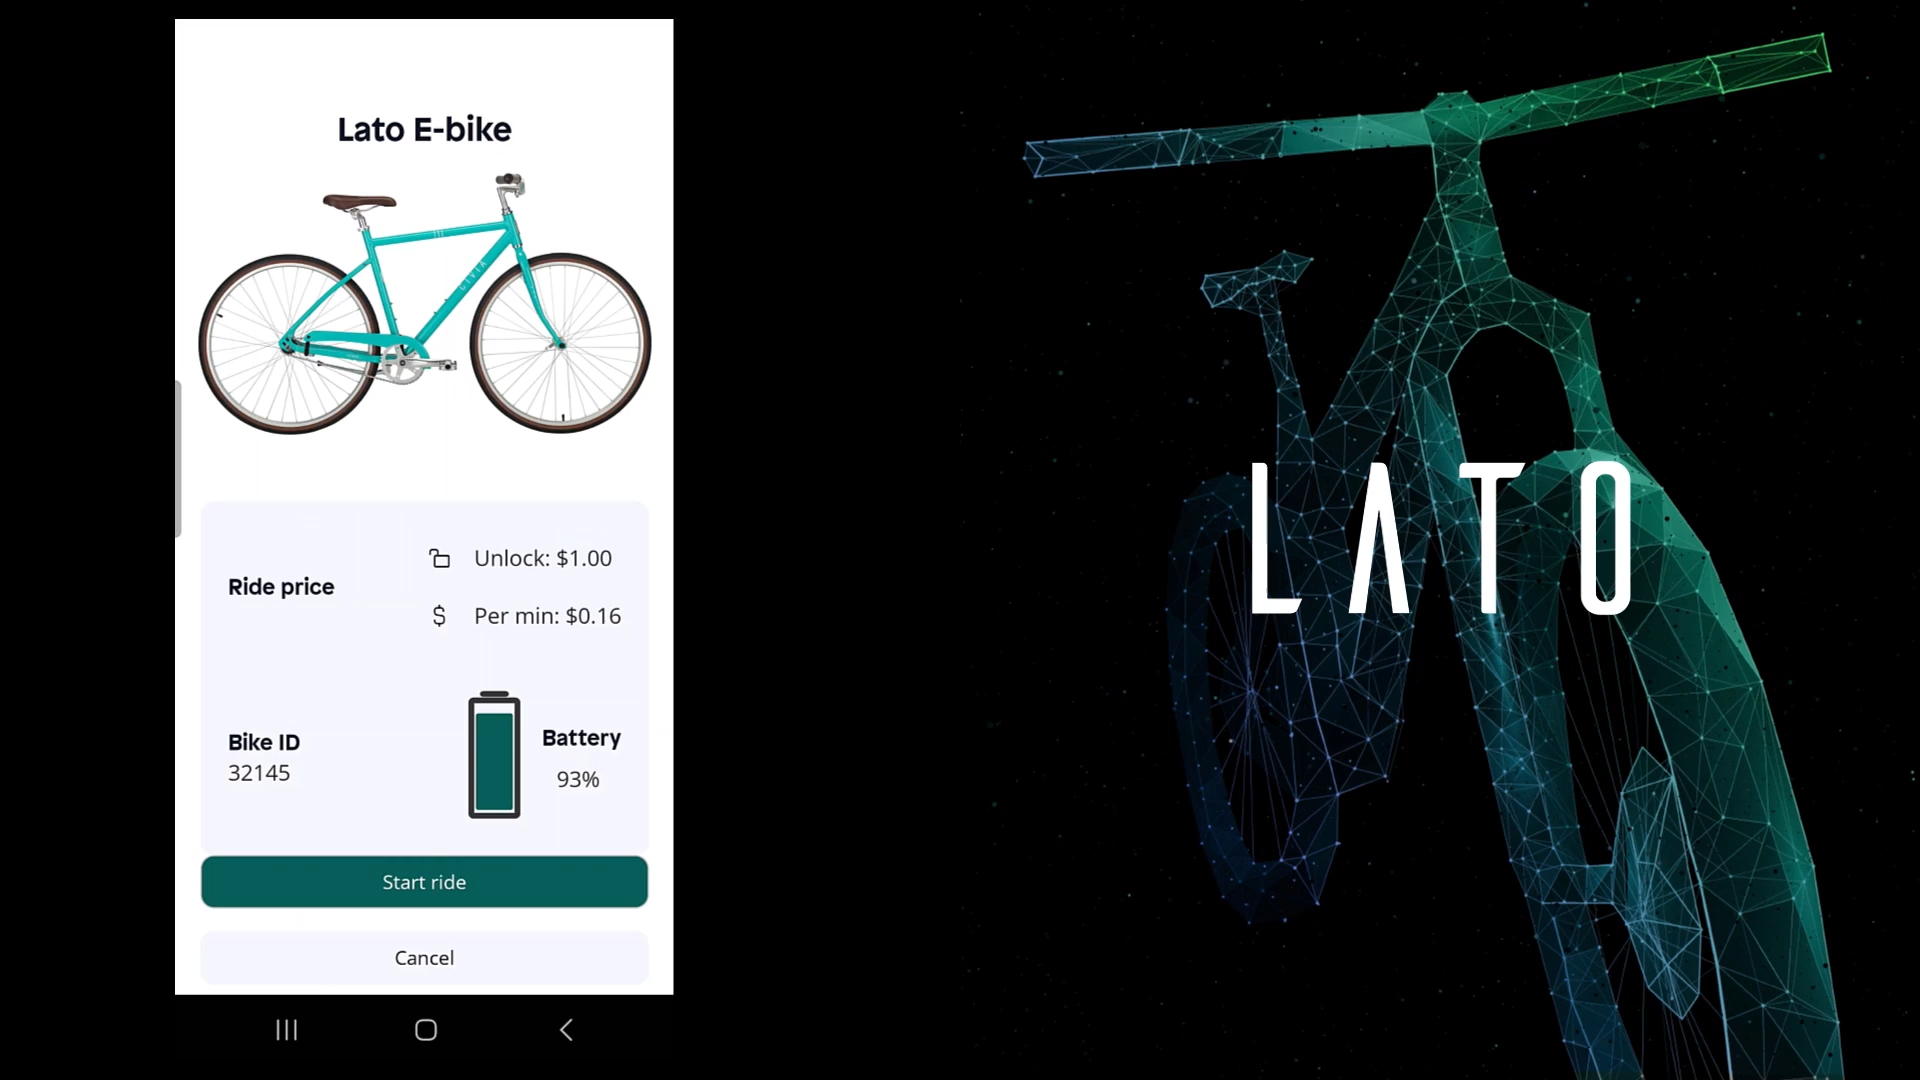 Lato E-bike
CIVIA
Ride price
Unlock: $1.00
$ Per min: $0.16
Bike ID
32145
Battery
93%
Start ride
Cancel
LATO